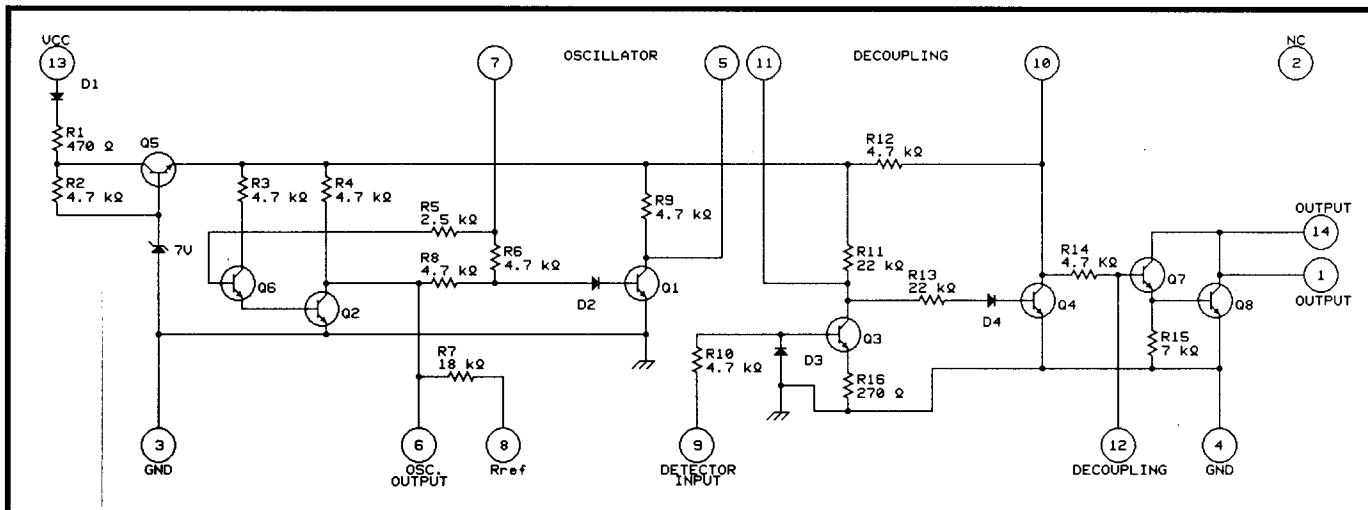 VCC
13
D1
R1
470 Ω
Q5
R2
4.7 kΩ
7V
R3
4.7 kΩ
R4
4.7 kΩ
Q6
Q2
3
GND
7
R5
2.5 kΩ
R8
4.7 kΩ
R6
4.7 kΩ
R7
18 kΩ
6
OSC.
OUTPUT
8
Rref
OSCILLATOR
5
R9
4.7 kΩ
D2
Q1
11
DECOUPLING
10
R12
4.7 kΩ
R11
22 kΩ
R13
22 kΩ
D4
Q4
Q3
R10
4.7 kΩ
D3
R16
270 Ω
9
DETECTOR
INPUT
NC
2
R14
4.7 kΩ
Q7
Q8
R15
7 kΩ
OUTPUT
14
1
OUTPUT
12
DECOUPLING
4
GND